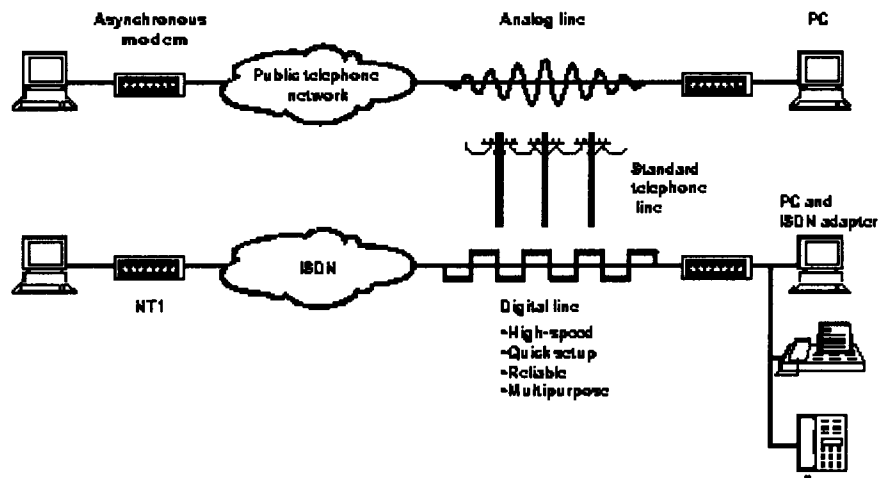 Asynchronous
modem
Analog line
PC
Public telephone
network
Standard
telephone
line
PC and
ISDN adapter
ISDN
NT1
Digital line
•High-speed
•Quick setup
•Reliable
•Multipurpose